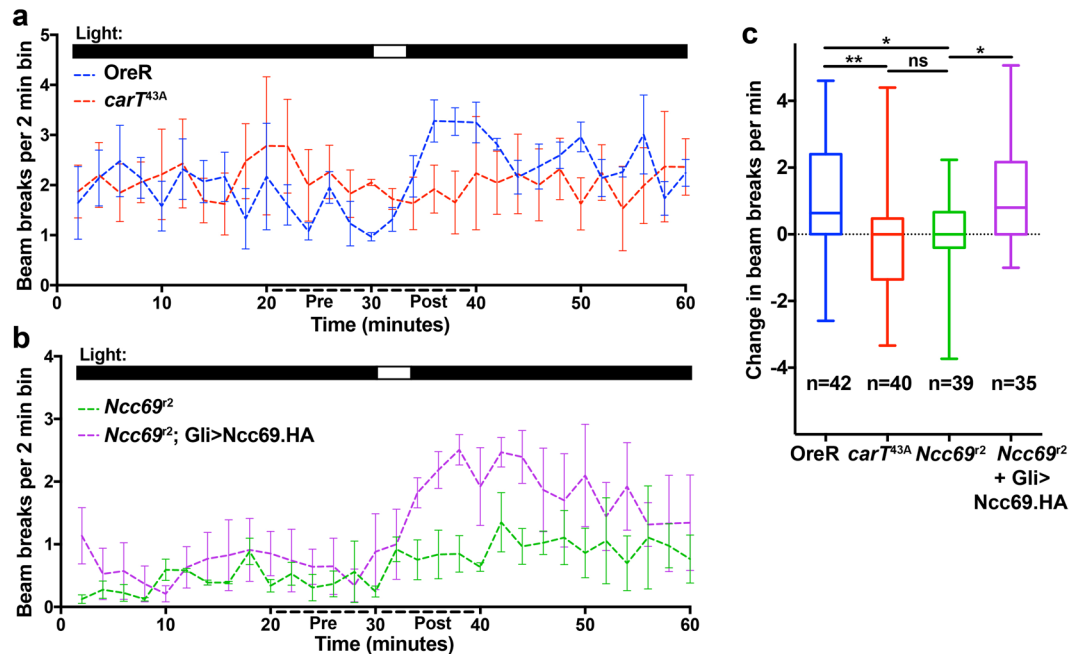 a
Light:
OreR
carT43A
Beam breaks per 2 min bin
5
4
3
2
1
0
0
10
20
30
40
50
60
Pre
Post
Time (minutes)
b
Light:
Ncc69r2
Ncc69r2; Gli>Ncc69.HA
Beam breaks per 2 min bin
4
3
2
1
0
0
10
20
30
40
50
60
Pre
Post
Time (minutes)
c
*
**
ns
*
Change in beam breaks per min
4
2
0
-2
-4
n=42
n=40
n=39
n=35
OreR
carT43A
Ncc69r2
Ncc69r2
+ Gli>
Ncc69.HA